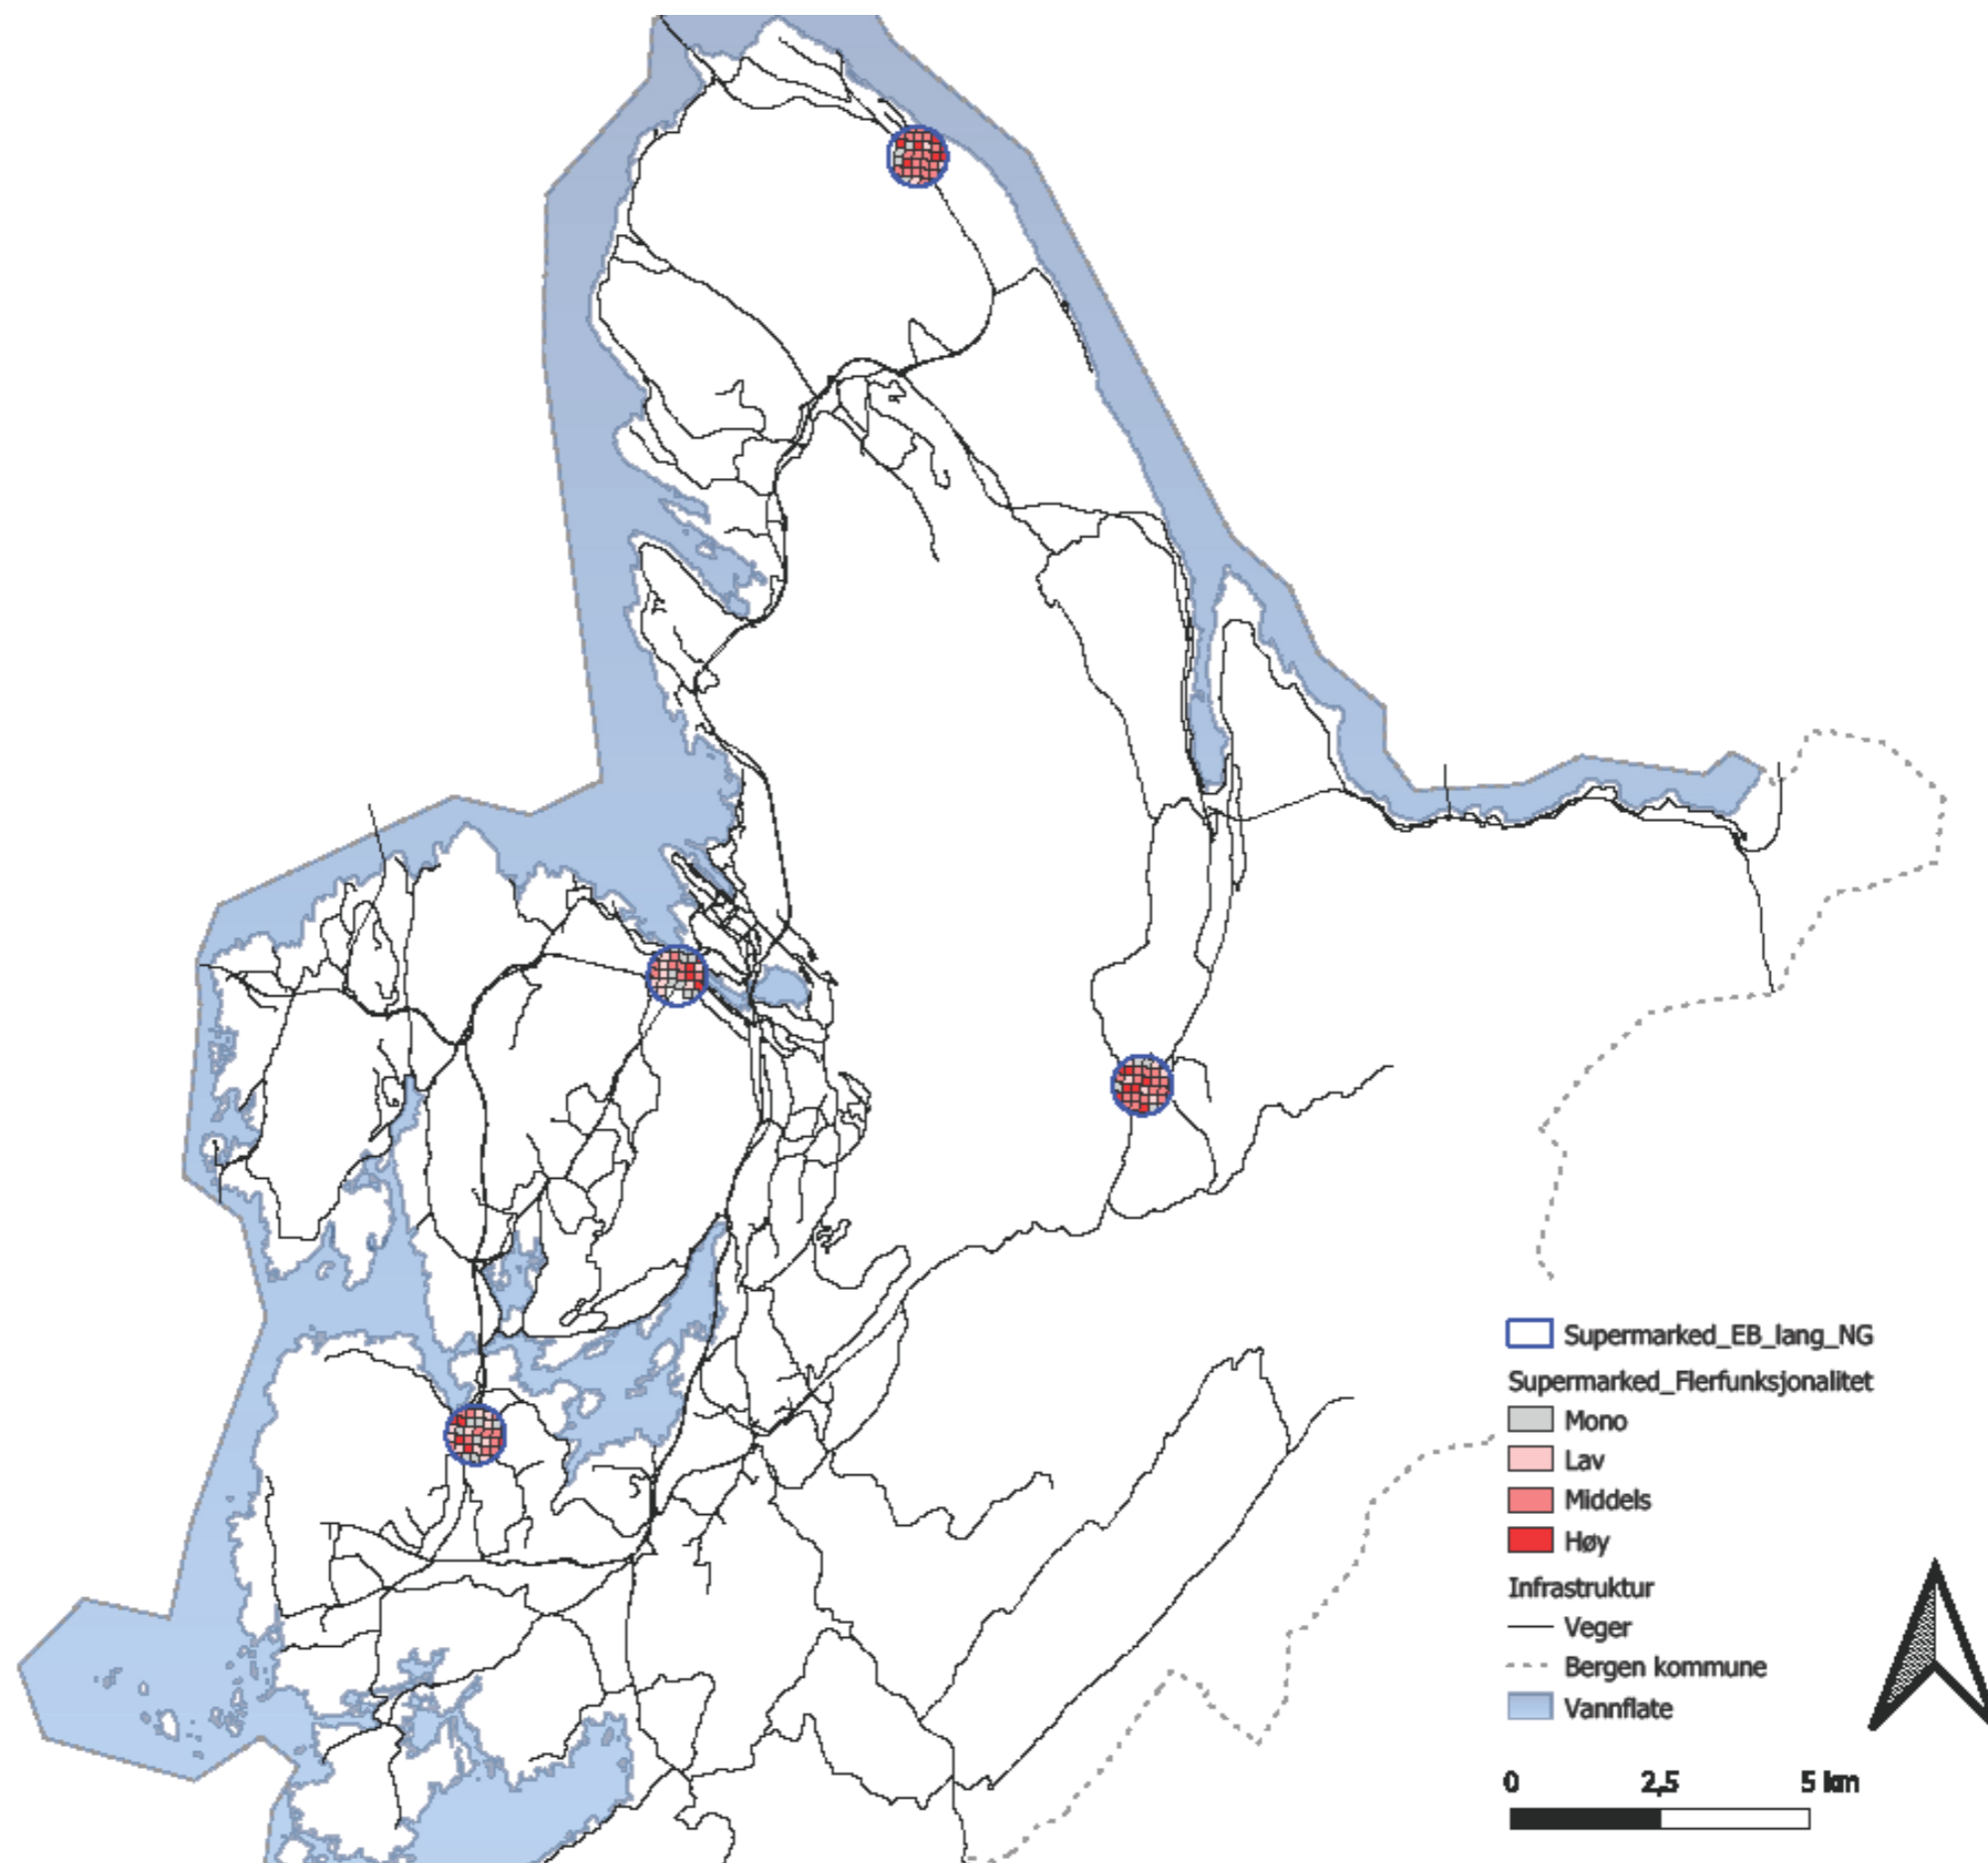 Supermarked_EB_lang_NG
Supermarked_Flerfunksjonalitet
Mono
Lav
Middels
Høy
Infrastruktur
Veger
Bergen kommune
Vannflate
0 2,5 5 km